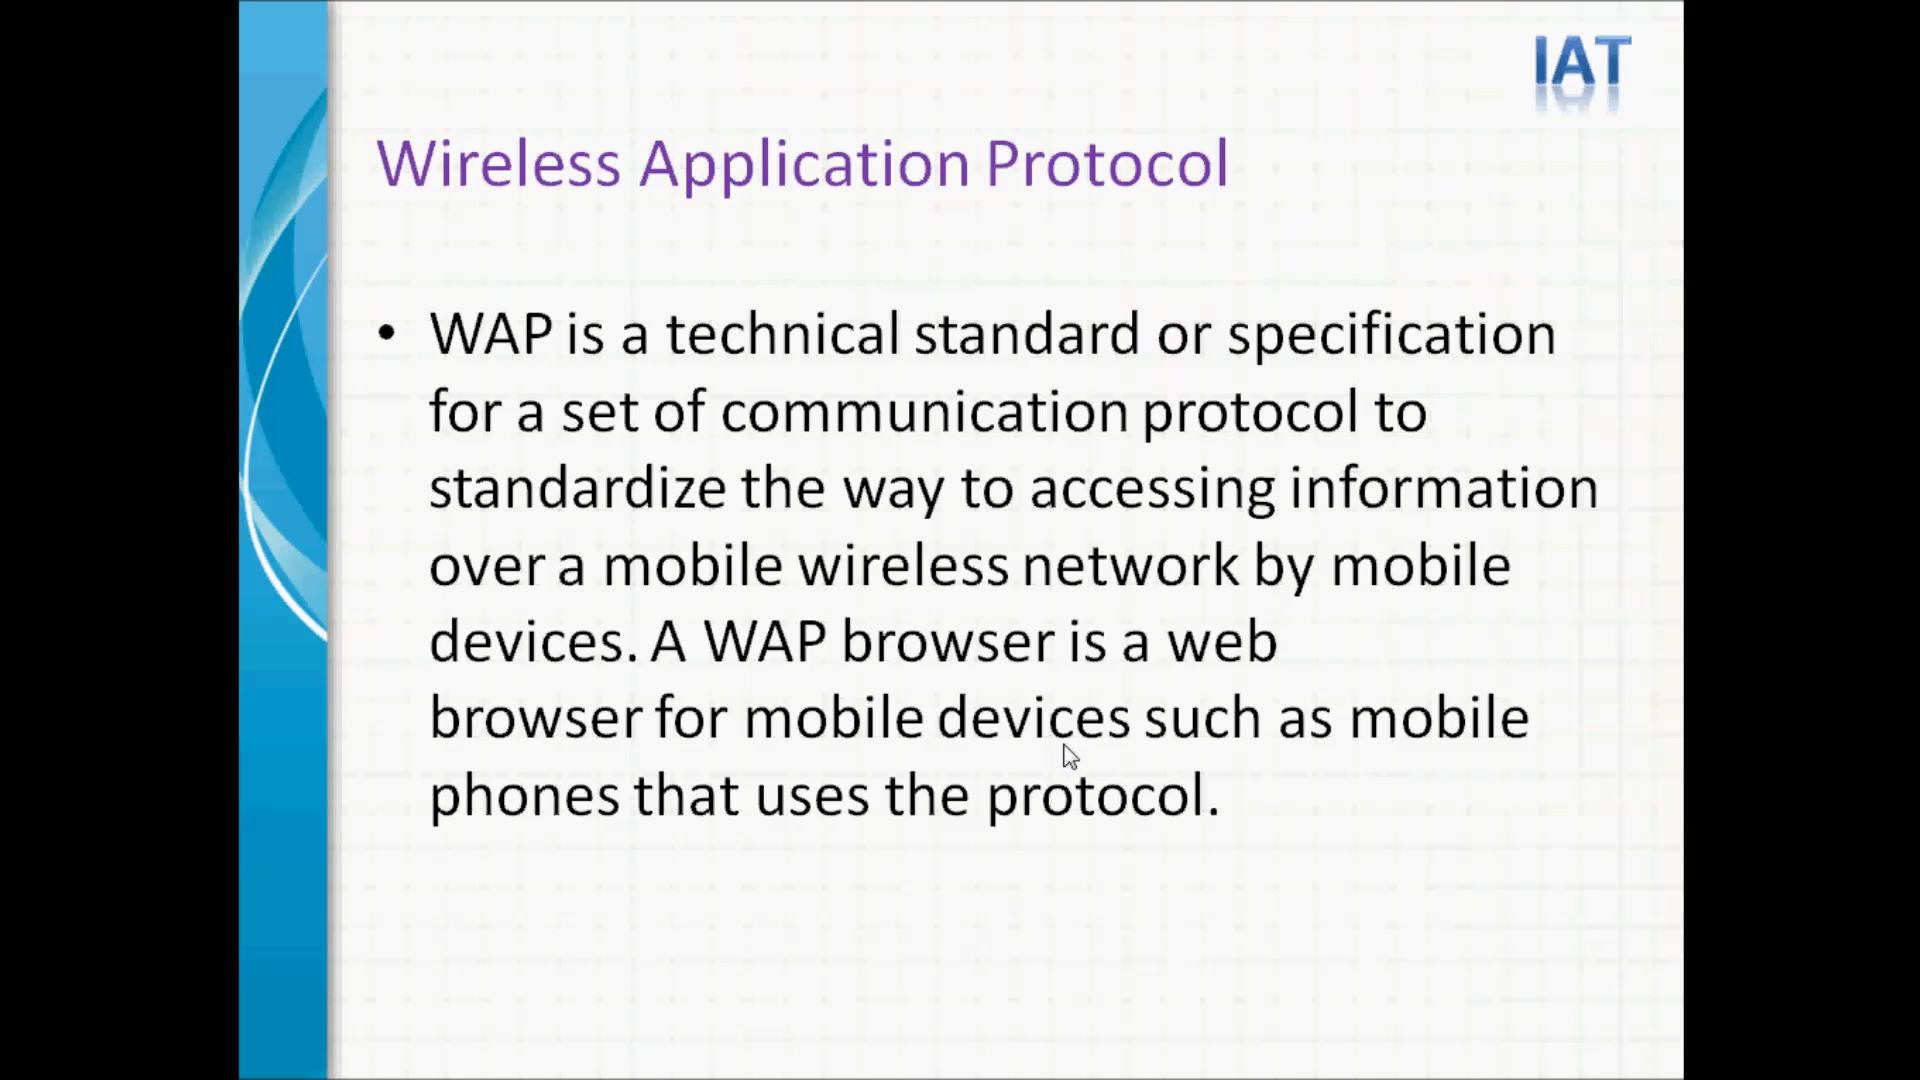 IAT
Wireless Application Protocol
• WAP is a technical standard or specification
for a set of communication protocol to
standardize the way to accessing information
over a mobile wireless network by mobile
devices. A WAP browser is a web
browser for mobile devices such as mobile
phones that uses the protocol.